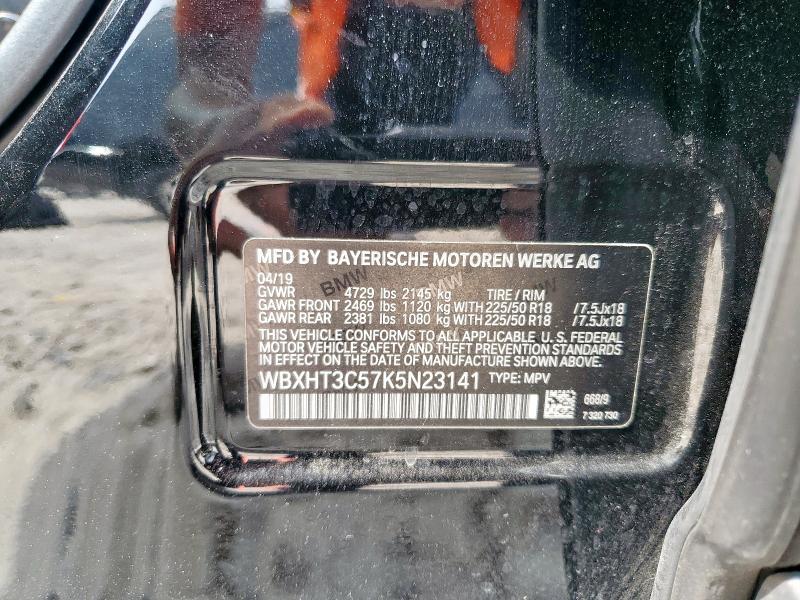 MFD BY BAYERISCHE MOTOREN WERKE AG
04/19
GVWR 4729 lbs 2145 kg TIRE / RIM
GAWR FRONT 2469 lbs 1120 kg WITH 225/50 R18 /7.5Jx18
GAWR REAR 2381 lbs 1080 kg WITH 225/50 R18 /7.5Jx18
THIS VEHICLE CONFORMS TO ALL APPLICABLE U.S. FEDERAL
MOTOR VEHICLE SAFETY AND THEFT PREVENTION STANDARDS
IN EFFECT ON THE DATE OF MANUFACTURE SHOWN ABOVE.
WBXHT3C57K5N23141 TYPE: MPV
668/9
7 320 730
BMW